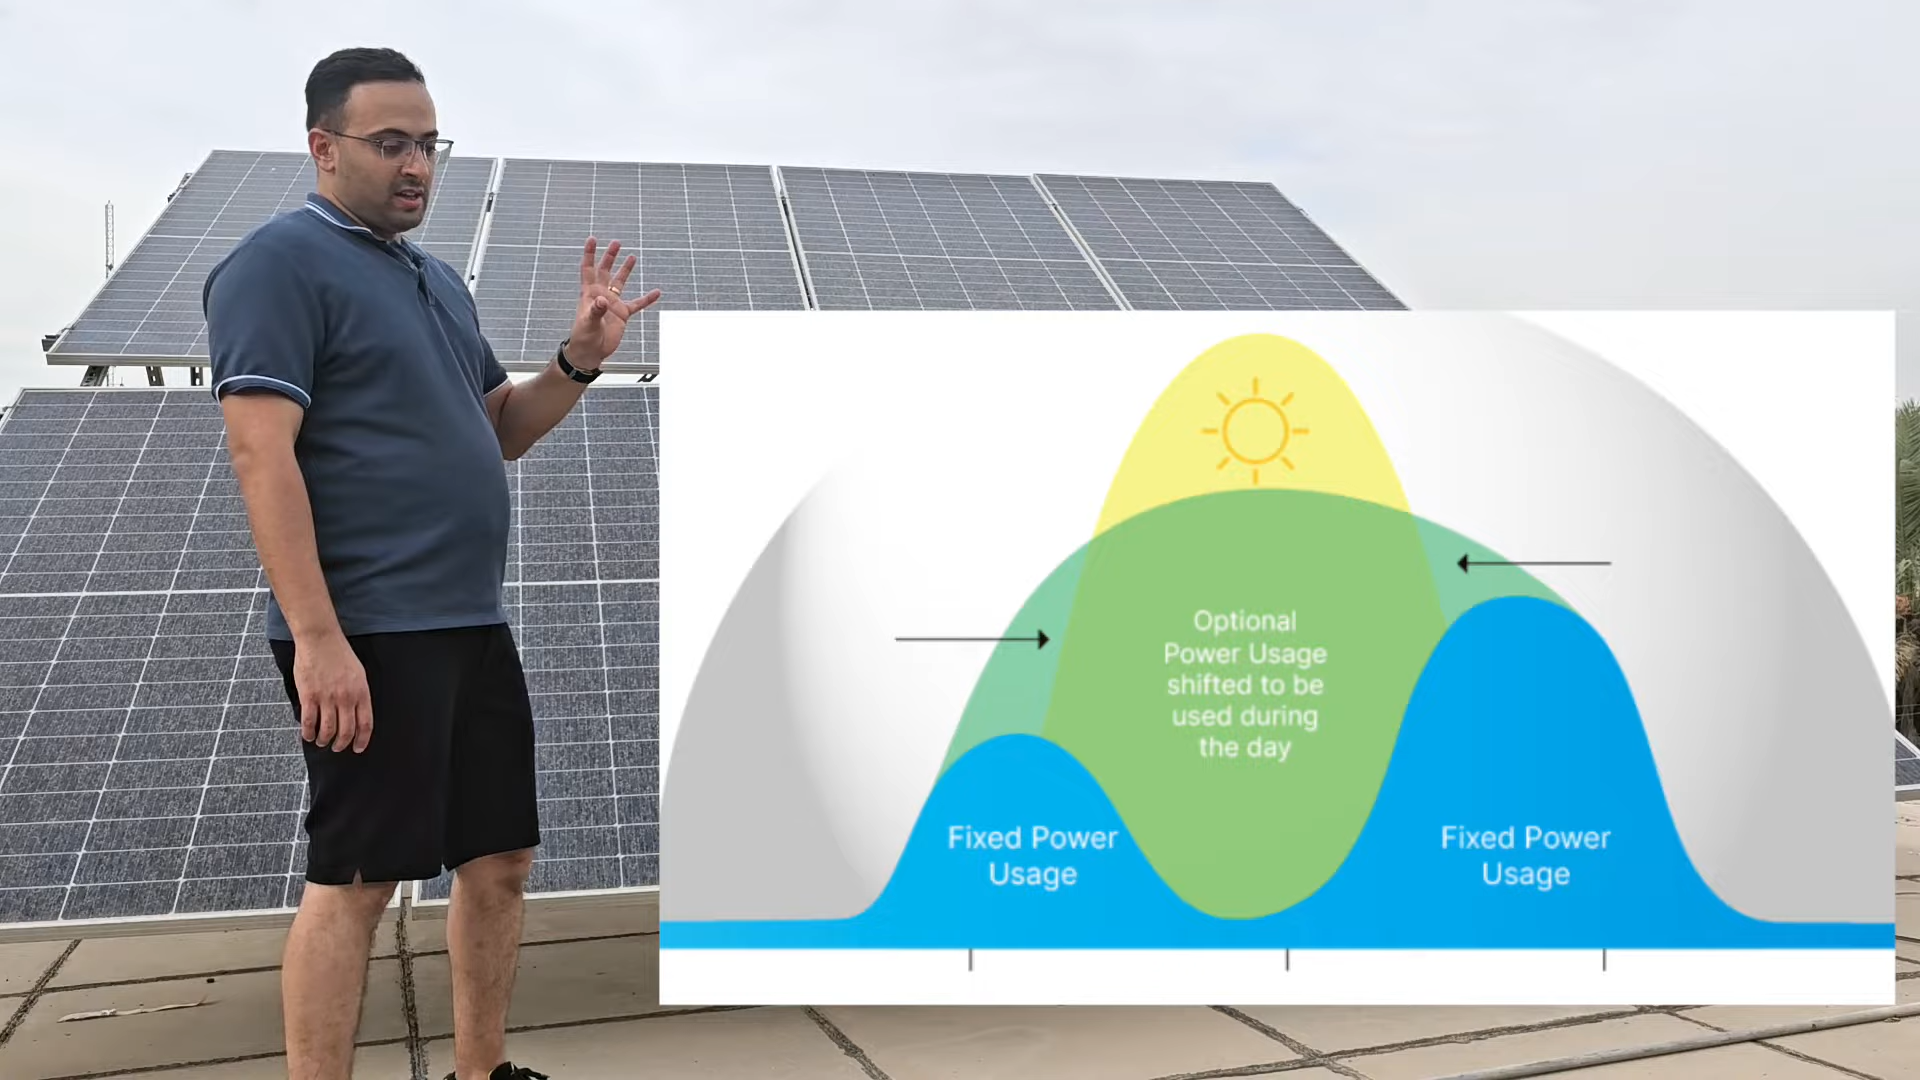 Optional
Power Usage
shifted to be
used during
the day
Fixed Power
Usage
Fixed Power
Usage